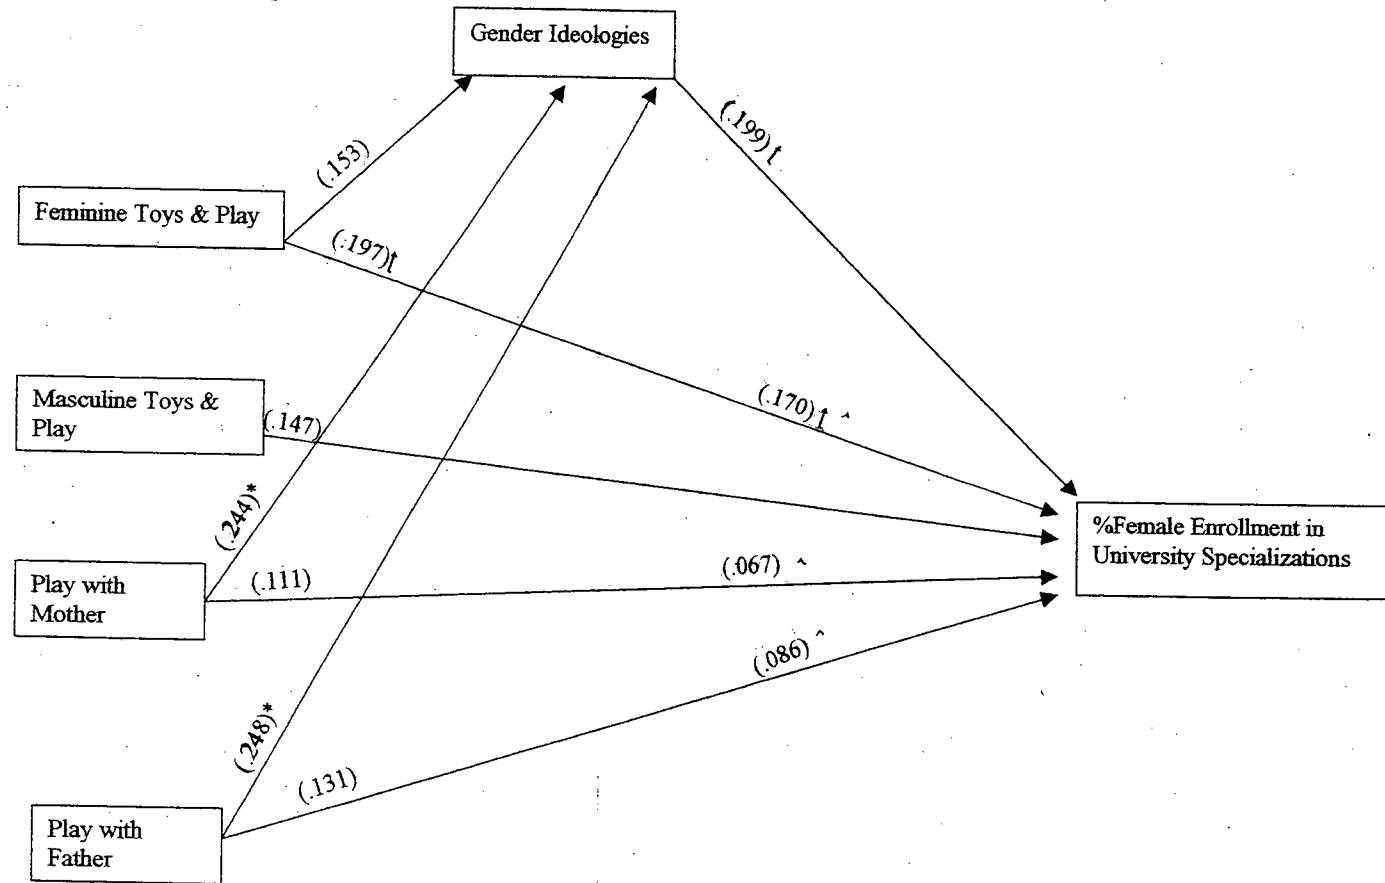 Gender Ideologies
(.199)†
(.153)
Feminine Toys & Play
(.197)†
Masculine Toys &
Play
(.147)
(.170)† ^
(.244)*
%Female Enrollment in
University Specializations
Play with
Mother
(.111)
(.067) ^
(.086) ^
(.248)*
(.131)
Play with
Father